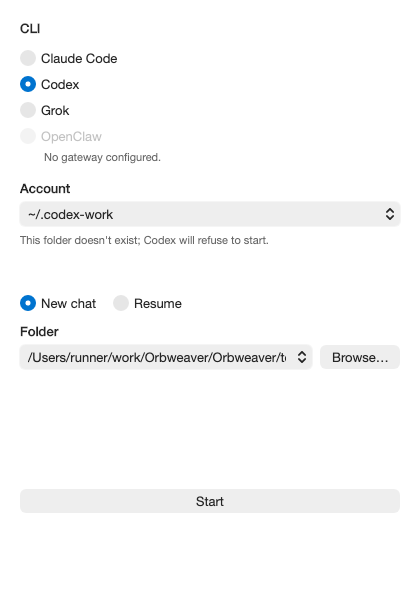 CLI
Claude Code
Codex
Grok
OpenClaw
No gateway configured.
Account
~/.codex-work
This folder doesn't exist; Codex will refuse to start.
New chat Resume
Folder
/Users/runner/work/Orbweaver/Orbweaver/t Browse...
Start